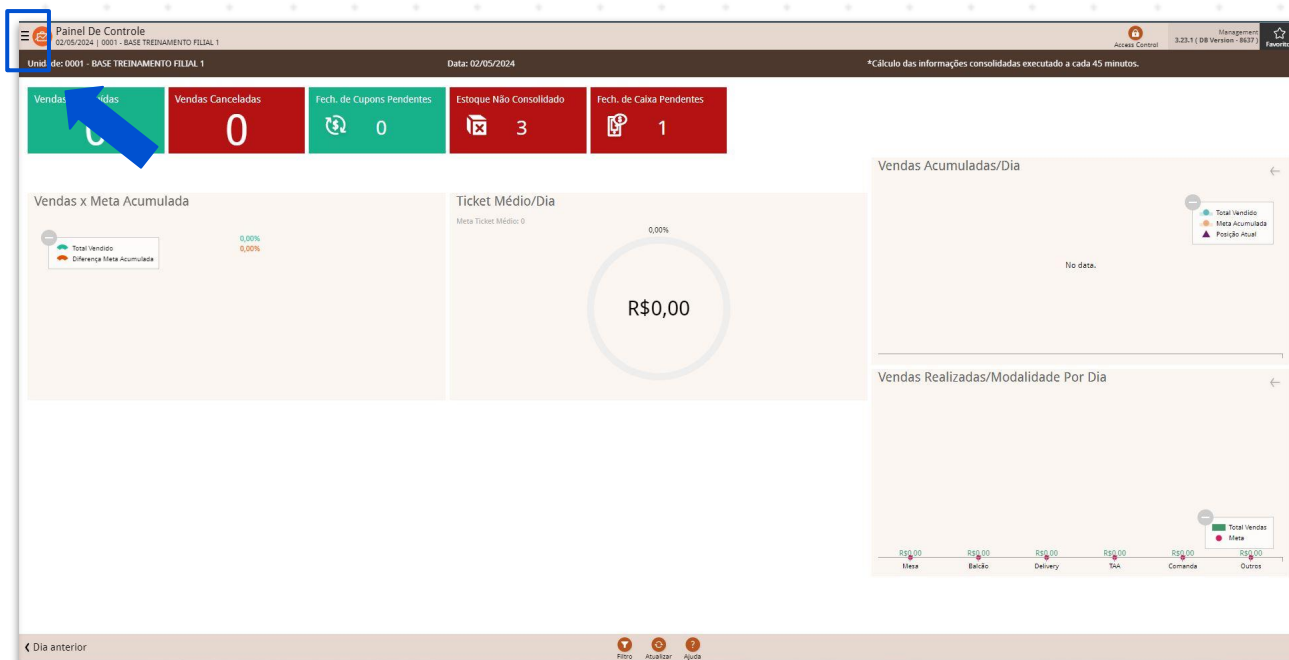 Painel De Controle
02/05/2024 | 0001 - BASE TREINAMENTO FILIAL 1
Access Control
Management
3.23.1 ( DB Version - 8637 )
Favorito
Unidade: 0001 - BASE TREINAMENTO FILIAL 1
Data: 02/05/2024
*Cálculo das informações consolidadas executado a cada 45 minutos.
Vendas
Vendas Canceladas
0
Fech. de Cupons Pendentes
0
Estoque Não Consolidado
3
Fech. de Caixa Pendentes
1
Vendas x Meta Acumulada
Total Vendido
Diferença Meta Acumulada
0,00%
0,00%
Ticket Médio/Dia
Meta Ticket Médio: 0
0,00%
R$0,00
Vendas Acumuladas/Dia
Total Vendido
Meta Acumulada
Posição Atual
No data.
Vendas Realizadas/Modalidade Por Dia
Total Vendas
Meta
R$0,00 R$0,00 R$0,00 R$0,00 R$0,00 R$0,00
Mesa Balcão Delivery TAA Comanda Outros
Dia anterior
Filtro Atualizar Ajuda